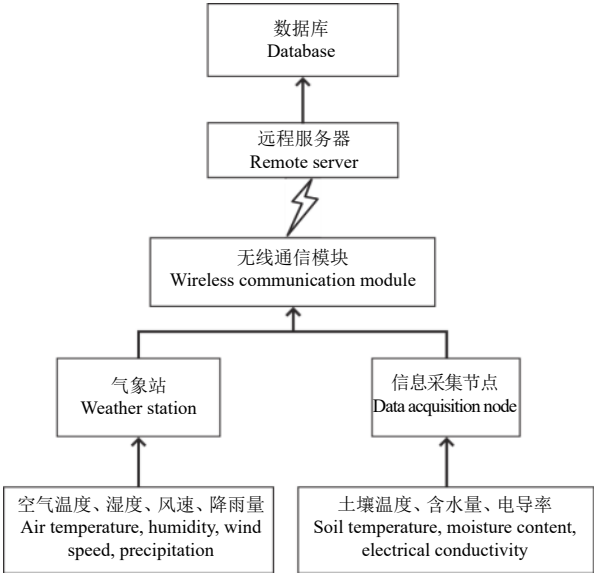 数据库
Database
远程服务器
Remote server
无线通信模块
Wireless communication module
气象站
Weather station
信息采集节点
Data acquisition node
空气温度、湿度、风速、降雨量
Air temperature, humidity, wind
speed, precipitation
土壤温度、含水量、电导率
Soil temperature, moisture content,
electrical conductivity